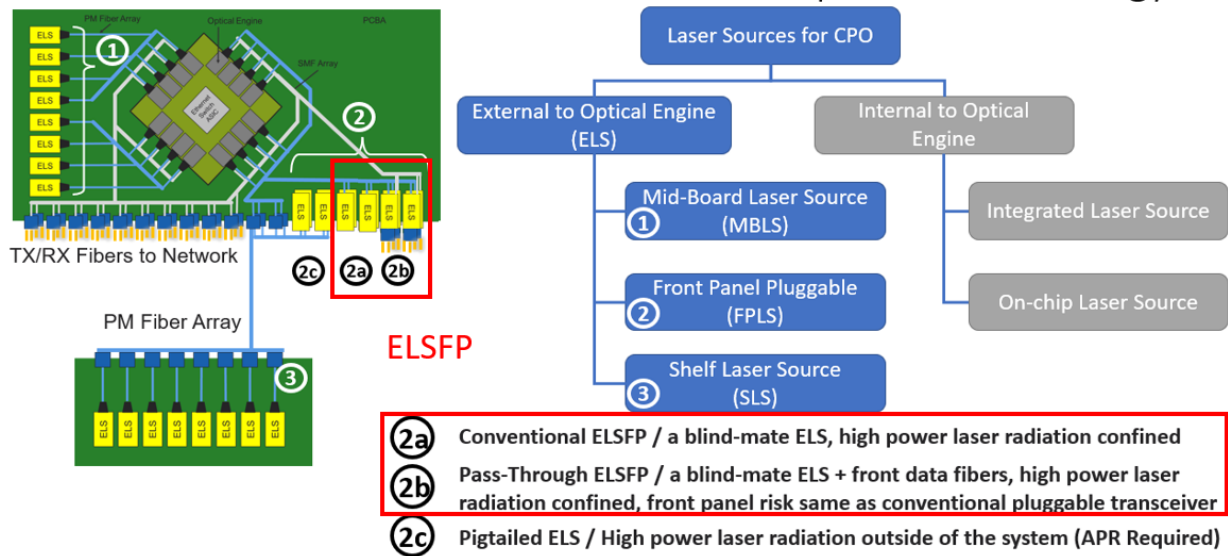 PM Fiber Array
Optical Engine
PCBA
ELS
ELS
ELS
ELS
ELS
ELS
ELS
ELS
1
Ethernet
Switch
ASIC
SMF Array
2
ELS
ELS
ELS
ELS
ELS
ELS
TX/RX Fibers to Network
2c
2a
2b
PM Fiber Array
ELSFP
3
ELS
ELS
ELS
ELS
ELS
ELS
ELS
ELS
Laser Sources for CPO
External to Optical Engine
(ELS)
Internal to Optical
Engine
Mid-Board Laser Source
1
(MBLS)
Integrated Laser Source
Front Panel Pluggable
2
(FPLS)
On-chip Laser Source
Shelf Laser Source
3
(SLS)
2a Conventional ELSFP / a blind-mate ELS, high power laser radiation confined
2b Pass-Through ELSFP / a blind-mate ELS + front data fibers, high power laser
radiation confined, front panel risk same as conventional pluggable transceiver
2c Pigtailed ELS / High power laser radiation outside of the system (APR Required)